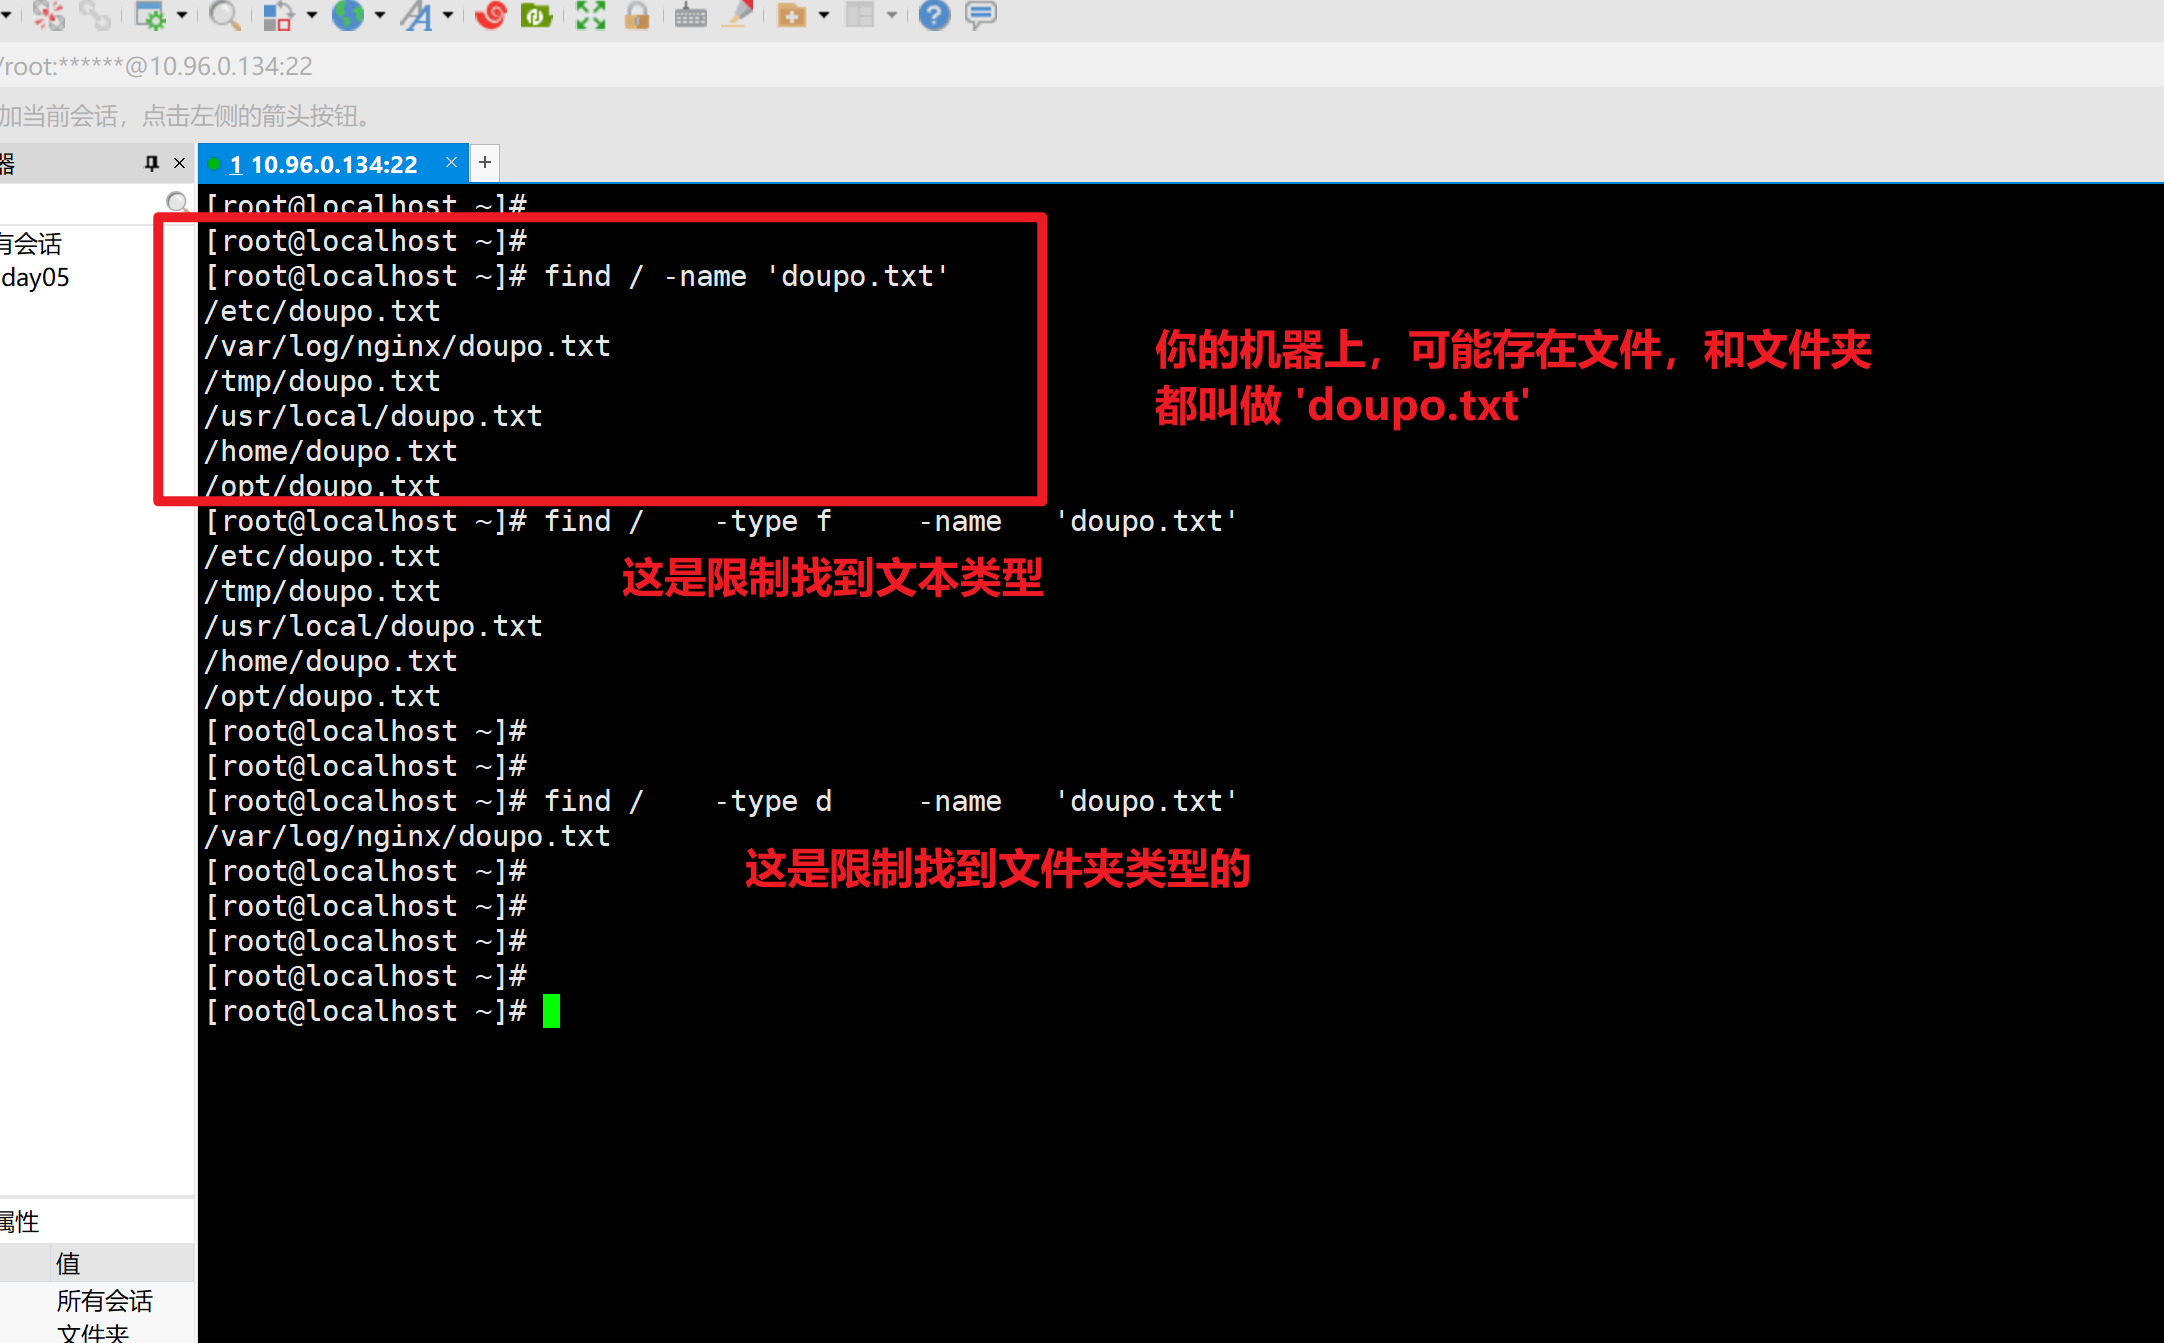 /root:******@10.96.0.134:22
加当前会话，点击左侧的箭头按钮。
器
1 10.96.0.134:22
有会话
day05
[root@localhost ~]#
[root@localhost ~]#
[root@localhost ~]# find / -name 'doupo.txt'
/etc/doupo.txt
/var/log/nginx/doupo.txt
/tmp/doupo.txt
/usr/local/doupo.txt
/home/doupo.txt
/opt/doupo.txt
你的机器上，可能存在文件，和文件夹
都叫做 'doupo.txt'
[root@localhost ~]# find /    -type f     -name   'doupo.txt'
/etc/doupo.txt
这是限制找到文本类型
/tmp/doupo.txt
/usr/local/doupo.txt
/home/doupo.txt
/opt/doupo.txt
[root@localhost ~]#
[root@localhost ~]#
[root@localhost ~]# find /    -type d     -name   'doupo.txt'
/var/log/nginx/doupo.txt
这是限制找到文件夹类型的
[root@localhost ~]#
[root@localhost ~]#
[root@localhost ~]#
[root@localhost ~]#
[root@localhost ~]#
属性
值
所有会话
文件夹